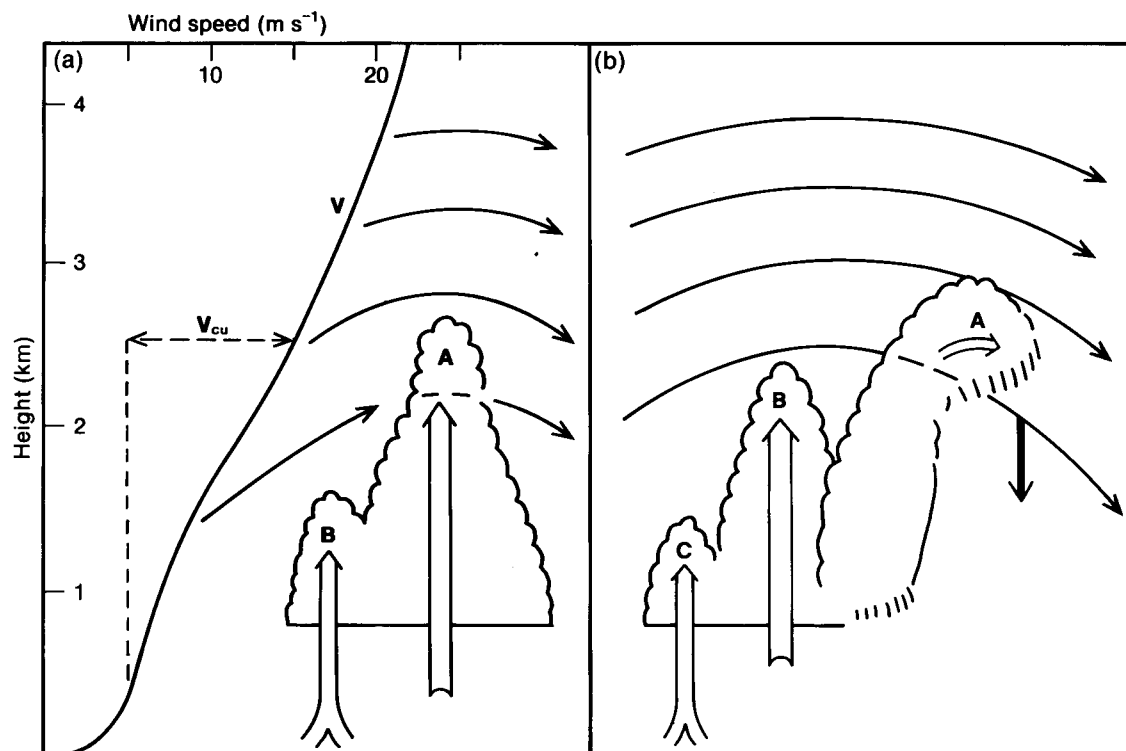 Wind speed (m s⁻¹)
(a)
10
20
(b)
4
V
3
V_cu
Height (km)
A
A
2
B
B
C
1